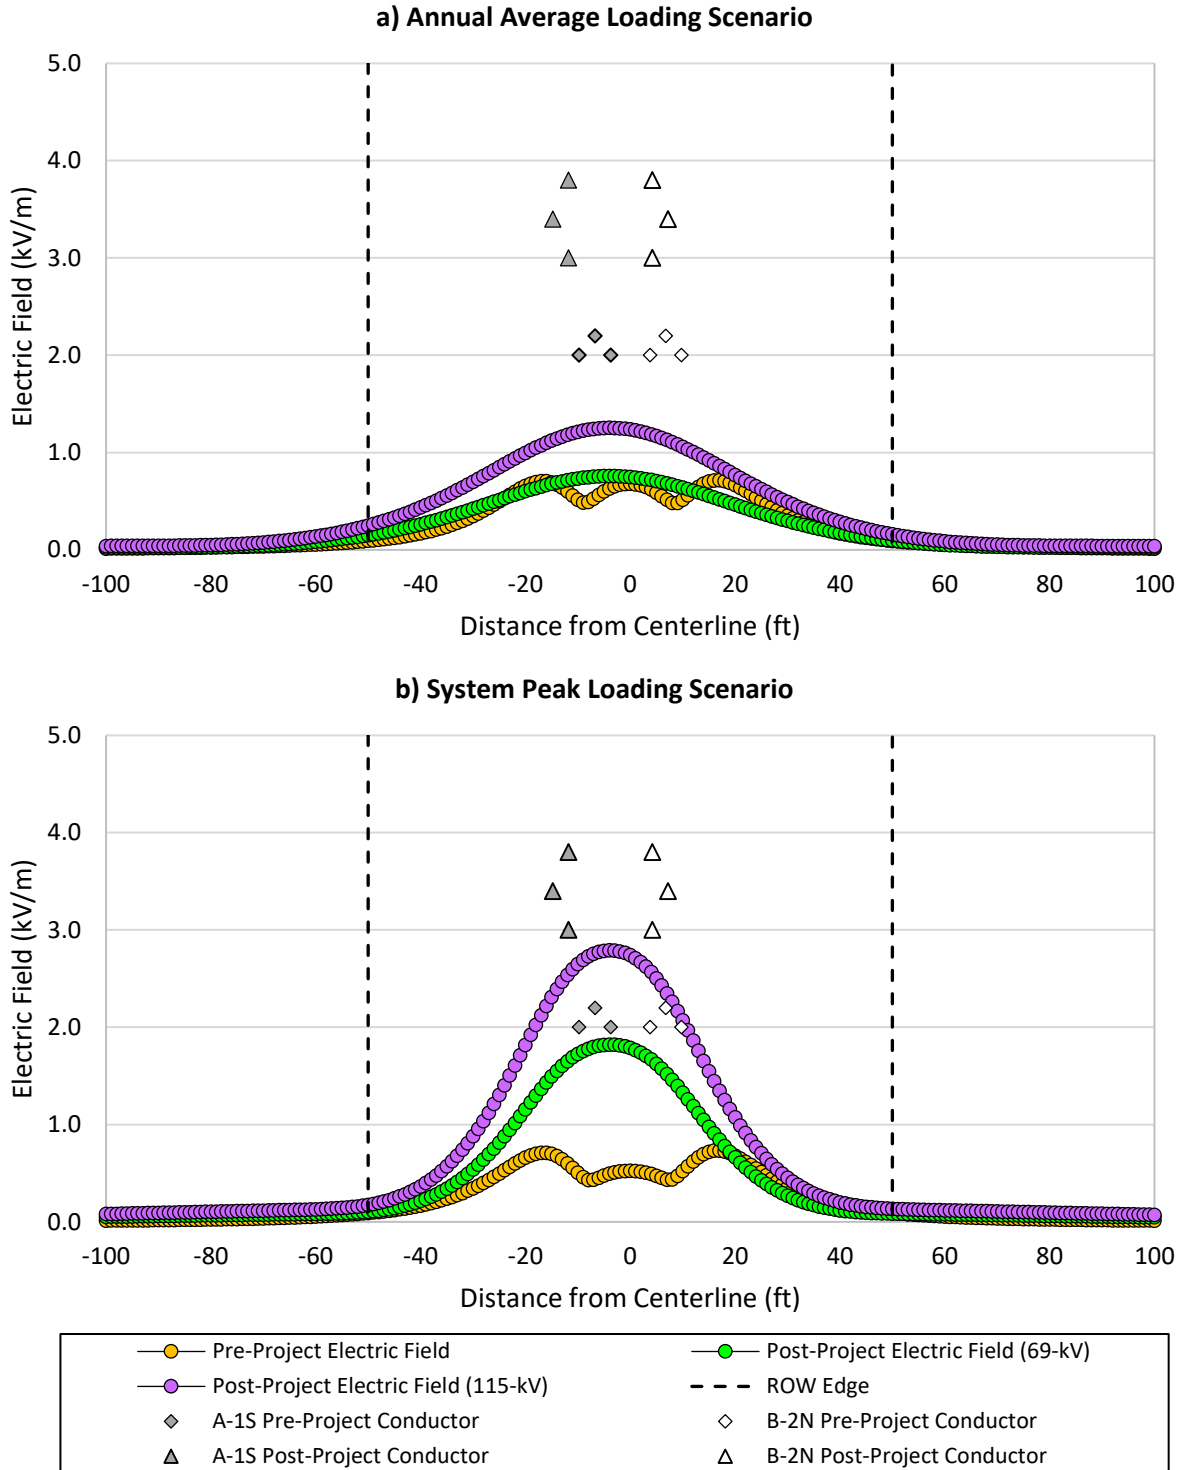 a) Annual Average Loading Scenario
5.0
4.0
3.0
2.0
1.0
0.0
Electric Field (kV/m)
-100 -80 -60 -40 -20 0 20 40 60 80 100
Distance from Centerline (ft)
b) System Peak Loading Scenario
5.0
4.0
3.0
2.0
1.0
0.0
Electric Field (kV/m)
-100 -80 -60 -40 -20 0 20 40 60 80 100
Distance from Centerline (ft)
Pre-Project Electric Field
Post-Project Electric Field (69-kV)
Post-Project Electric Field (115-kV)
ROW Edge
A-1S Pre-Project Conductor
B-2N Pre-Project Conductor
A-1S Post-Project Conductor
B-2N Post-Project Conductor